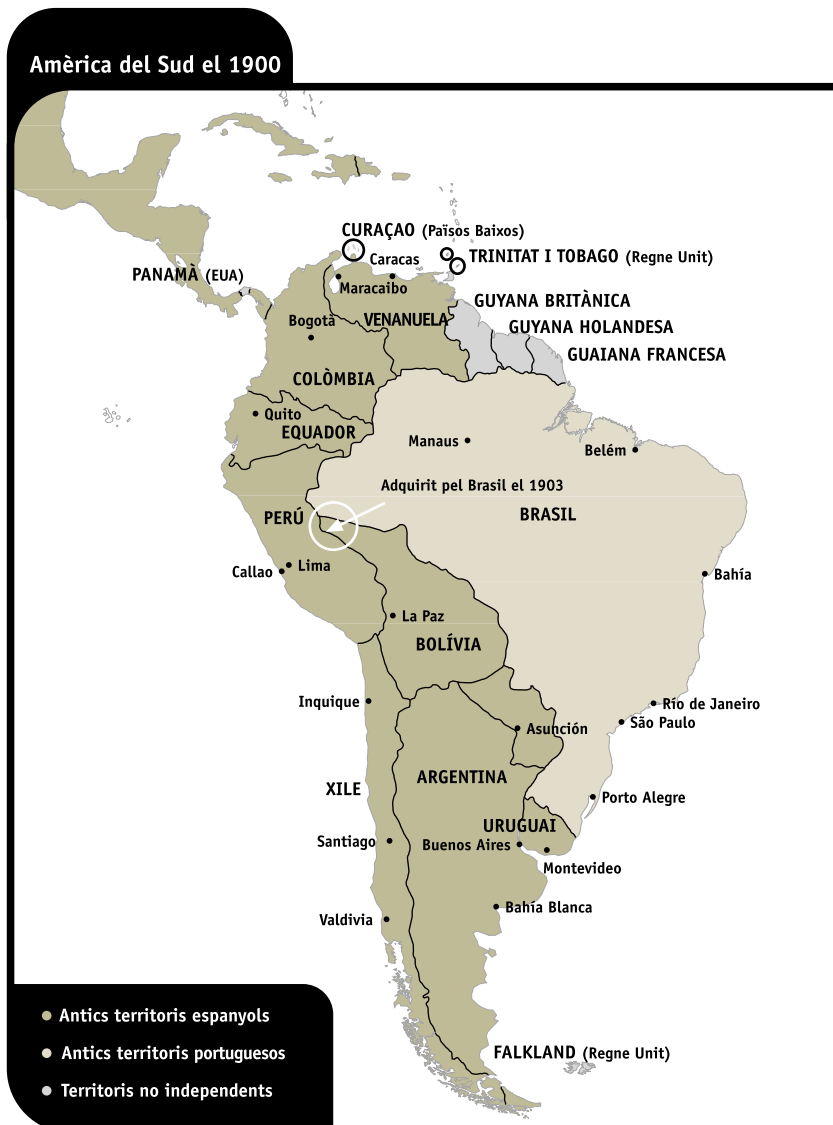 Amèrica del Sud el 1900
CURAÇAO (Països Baixos)
TRINITAT I TOBAGO (Regne Unit)
Caracas
PANAMÀ (EUA)
Maracaibo
GUYANA BRITÀNICA
Bogotà
VENANUELA
GUYANA HOLANDESA
GUAIANA FRANCESA
COLÒMBIA
Quito
EQUADOR
Manaus
Belém
Adquirit pel Brasil el 1903
PERÚ
BRASIL
Lima
Callao
Bahía
La Paz
BOLÍVIA
Inquique
Río de Janeiro
São Paulo
Asunción
ARGENTINA
XILE
Porto Alegre
URUGUAI
Santiago
Buenos Aires
Montevideo
Bahía Blanca
Valdivia
Antics territoris espanyols
Antics territoris portuguesos
Territoris no independents
FALKLAND (Regne Unit)